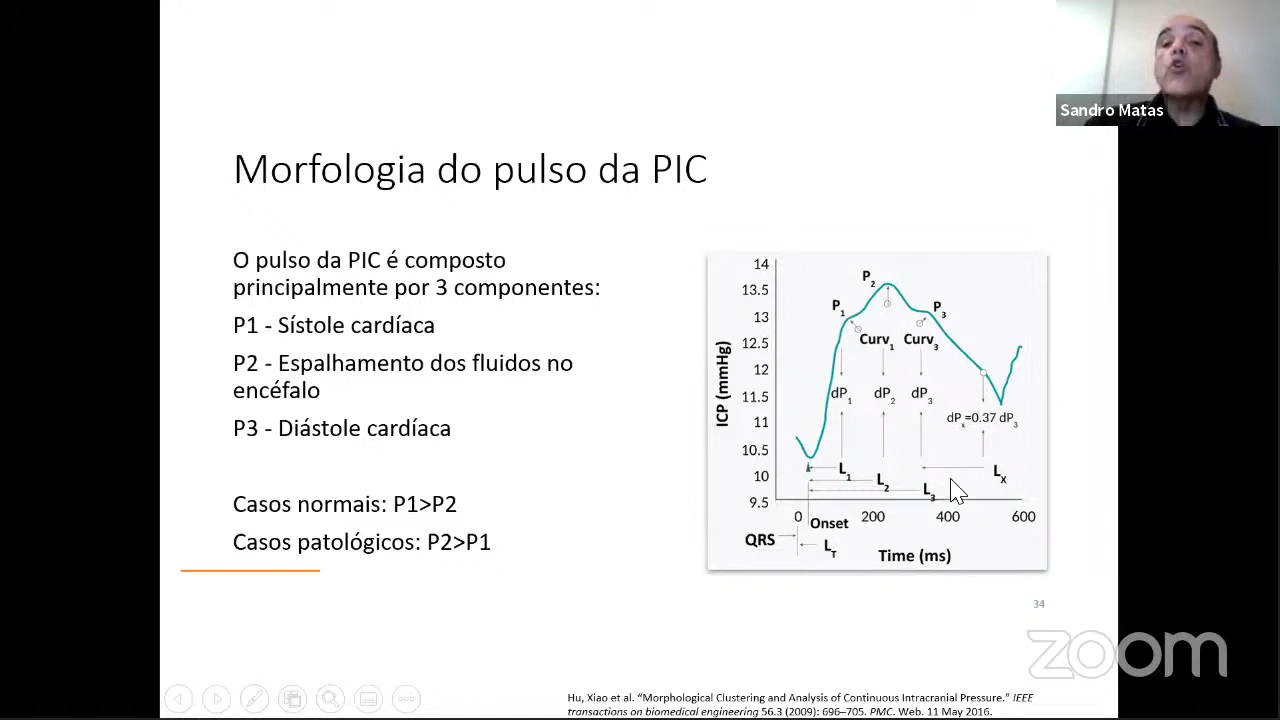 Sandro Matas
Morfologia do pulso da PIC
O pulso da PIC é composto
principalmente por 3 componentes:
P1 - Sístole cardíaca
P2 - Espalhamento dos fluidos no
encéfalo
P3 - Diástole cardíaca
Casos normais: P1>P2
Casos patológicos: P2>P1
14
13.5
13
12.5
12
11.5
11
10.5
10
9.5
ICP (mmHg)
P2
P1
P3
Curv1
Curv3
dP1
dP2
dP3
dPx=0.37 dP3
L1
L2
L3
Lx
0
200
400
600
Onset
QRS
LT
Time (ms)
34
zoom
Hu, Xiao et al. “Morphological Clustering and Analysis of Continuous Intracranial Pressure.” IEEE
transactions on biomedical engineering 56.3 (2009): 696–705. PMC. Web. 11 May 2016.